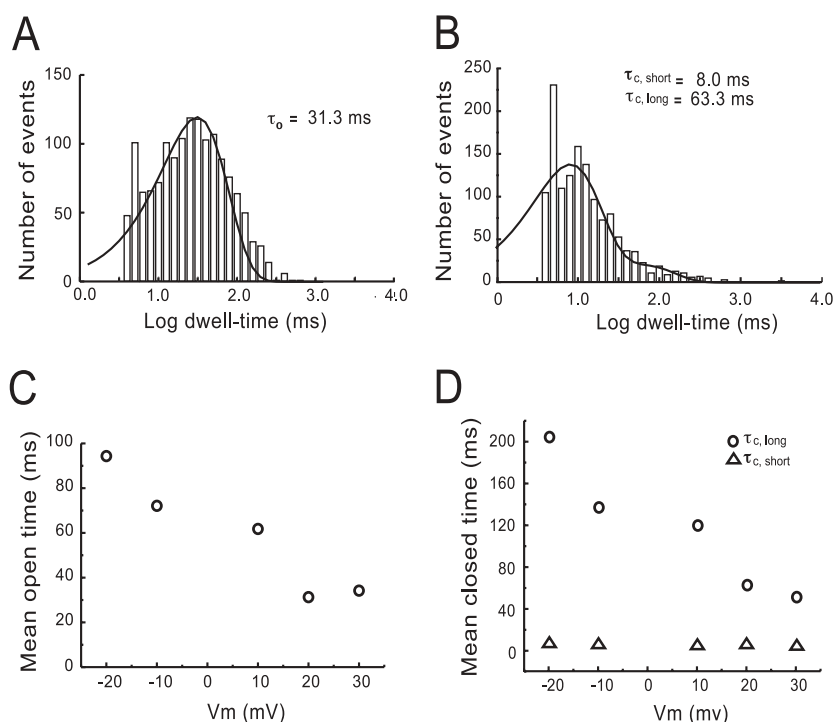 A
150
100
50
0
Number of events
τo = 31.3 ms
0.0 1.0 2.0 3.0 4.0
Log dwell-time (ms)
B
250
200
150
100
50
0
Number of events
τc, short = 8.0 ms
τc, long = 63.3 ms
0 1.0 2.0 3.0 4.0
Log dwell-time (ms)
C
100
80
60
40
20
0
Mean open time (ms)
-20 -10 0 10 20 30
Vm (mV)
D
200
160
120
80
40
0
Mean closed time (ms)
τc, long
τc, short
-20 -10 0 10 20 30
Vm (mv)